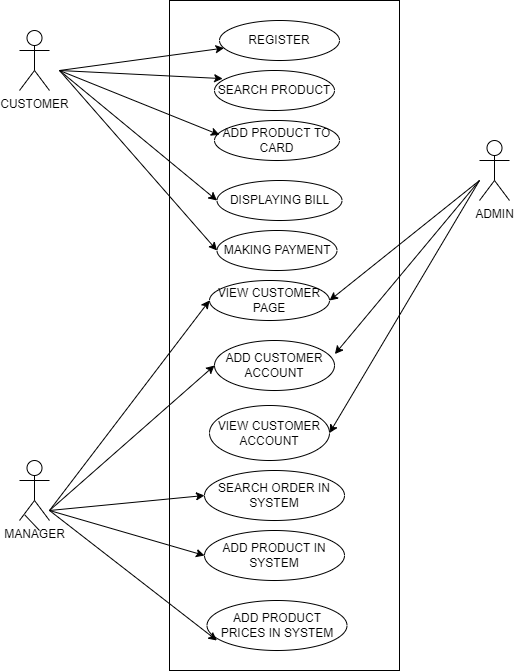 REGISTER
SEARCH PRODUCT
CUSTOMER
ADD PRODUCT TO
CARD
DISPLAYING BILL
ADMIN
MAKING PAYMENT
VIEW CUSTOMER
PAGE
ADD CUSTOMER
ACCOUNT
VIEW CUSTOMER
ACCOUNT
SEARCH ORDER IN
SYSTEM
MANAGER
ADD PRODUCT IN
SYSTEM
ADD PRODUCT
PRICES IN SYSTEM